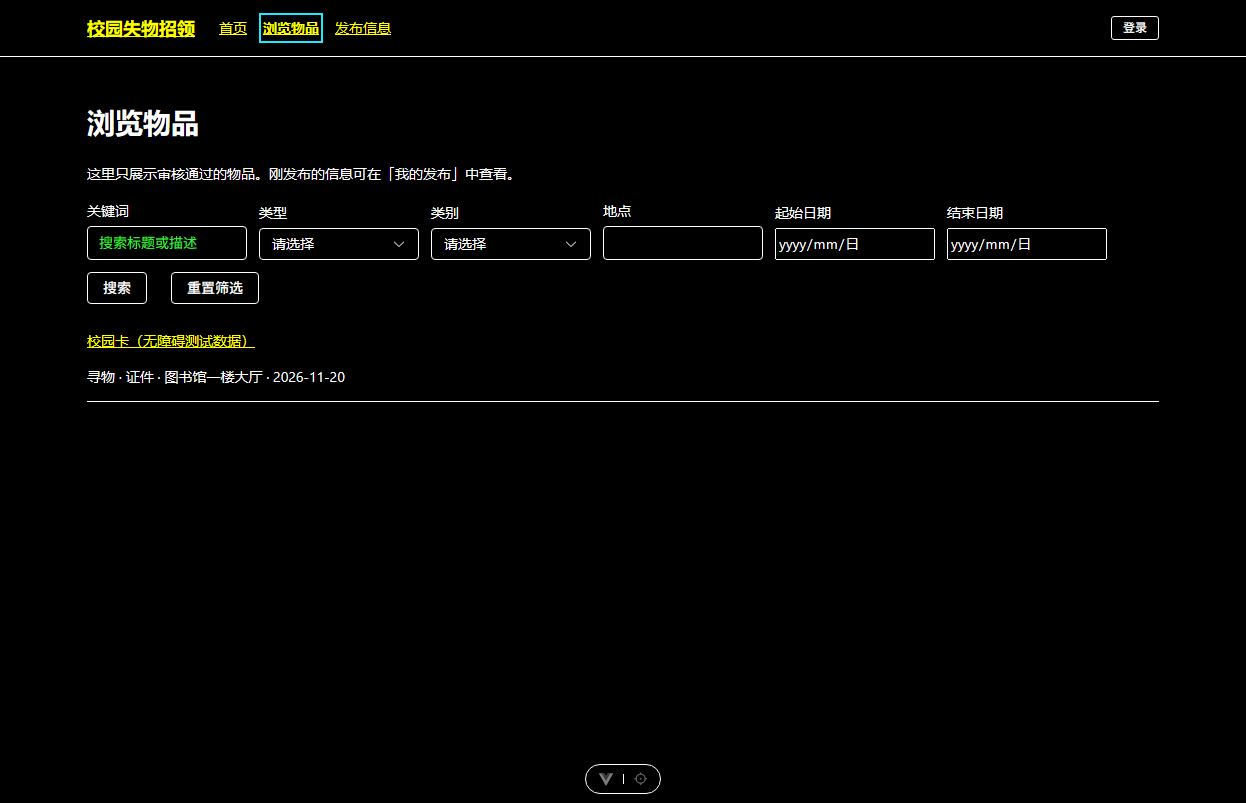 校园失物招领 首页 浏览物品 发布信息 登录
浏览物品
这里只展示审核通过的物品。刚发布的信息可在「我的发布」中查看。
关键词 类型 类别 地点 起始日期 结束日期
搜索标题或描述 请选择 请选择 yyyy/mm/日 yyyy/mm/日
搜索 重置筛选
校园卡（无障碍测试数据）
寻物 · 证件 · 图书馆一楼大厅 · 2026-11-20